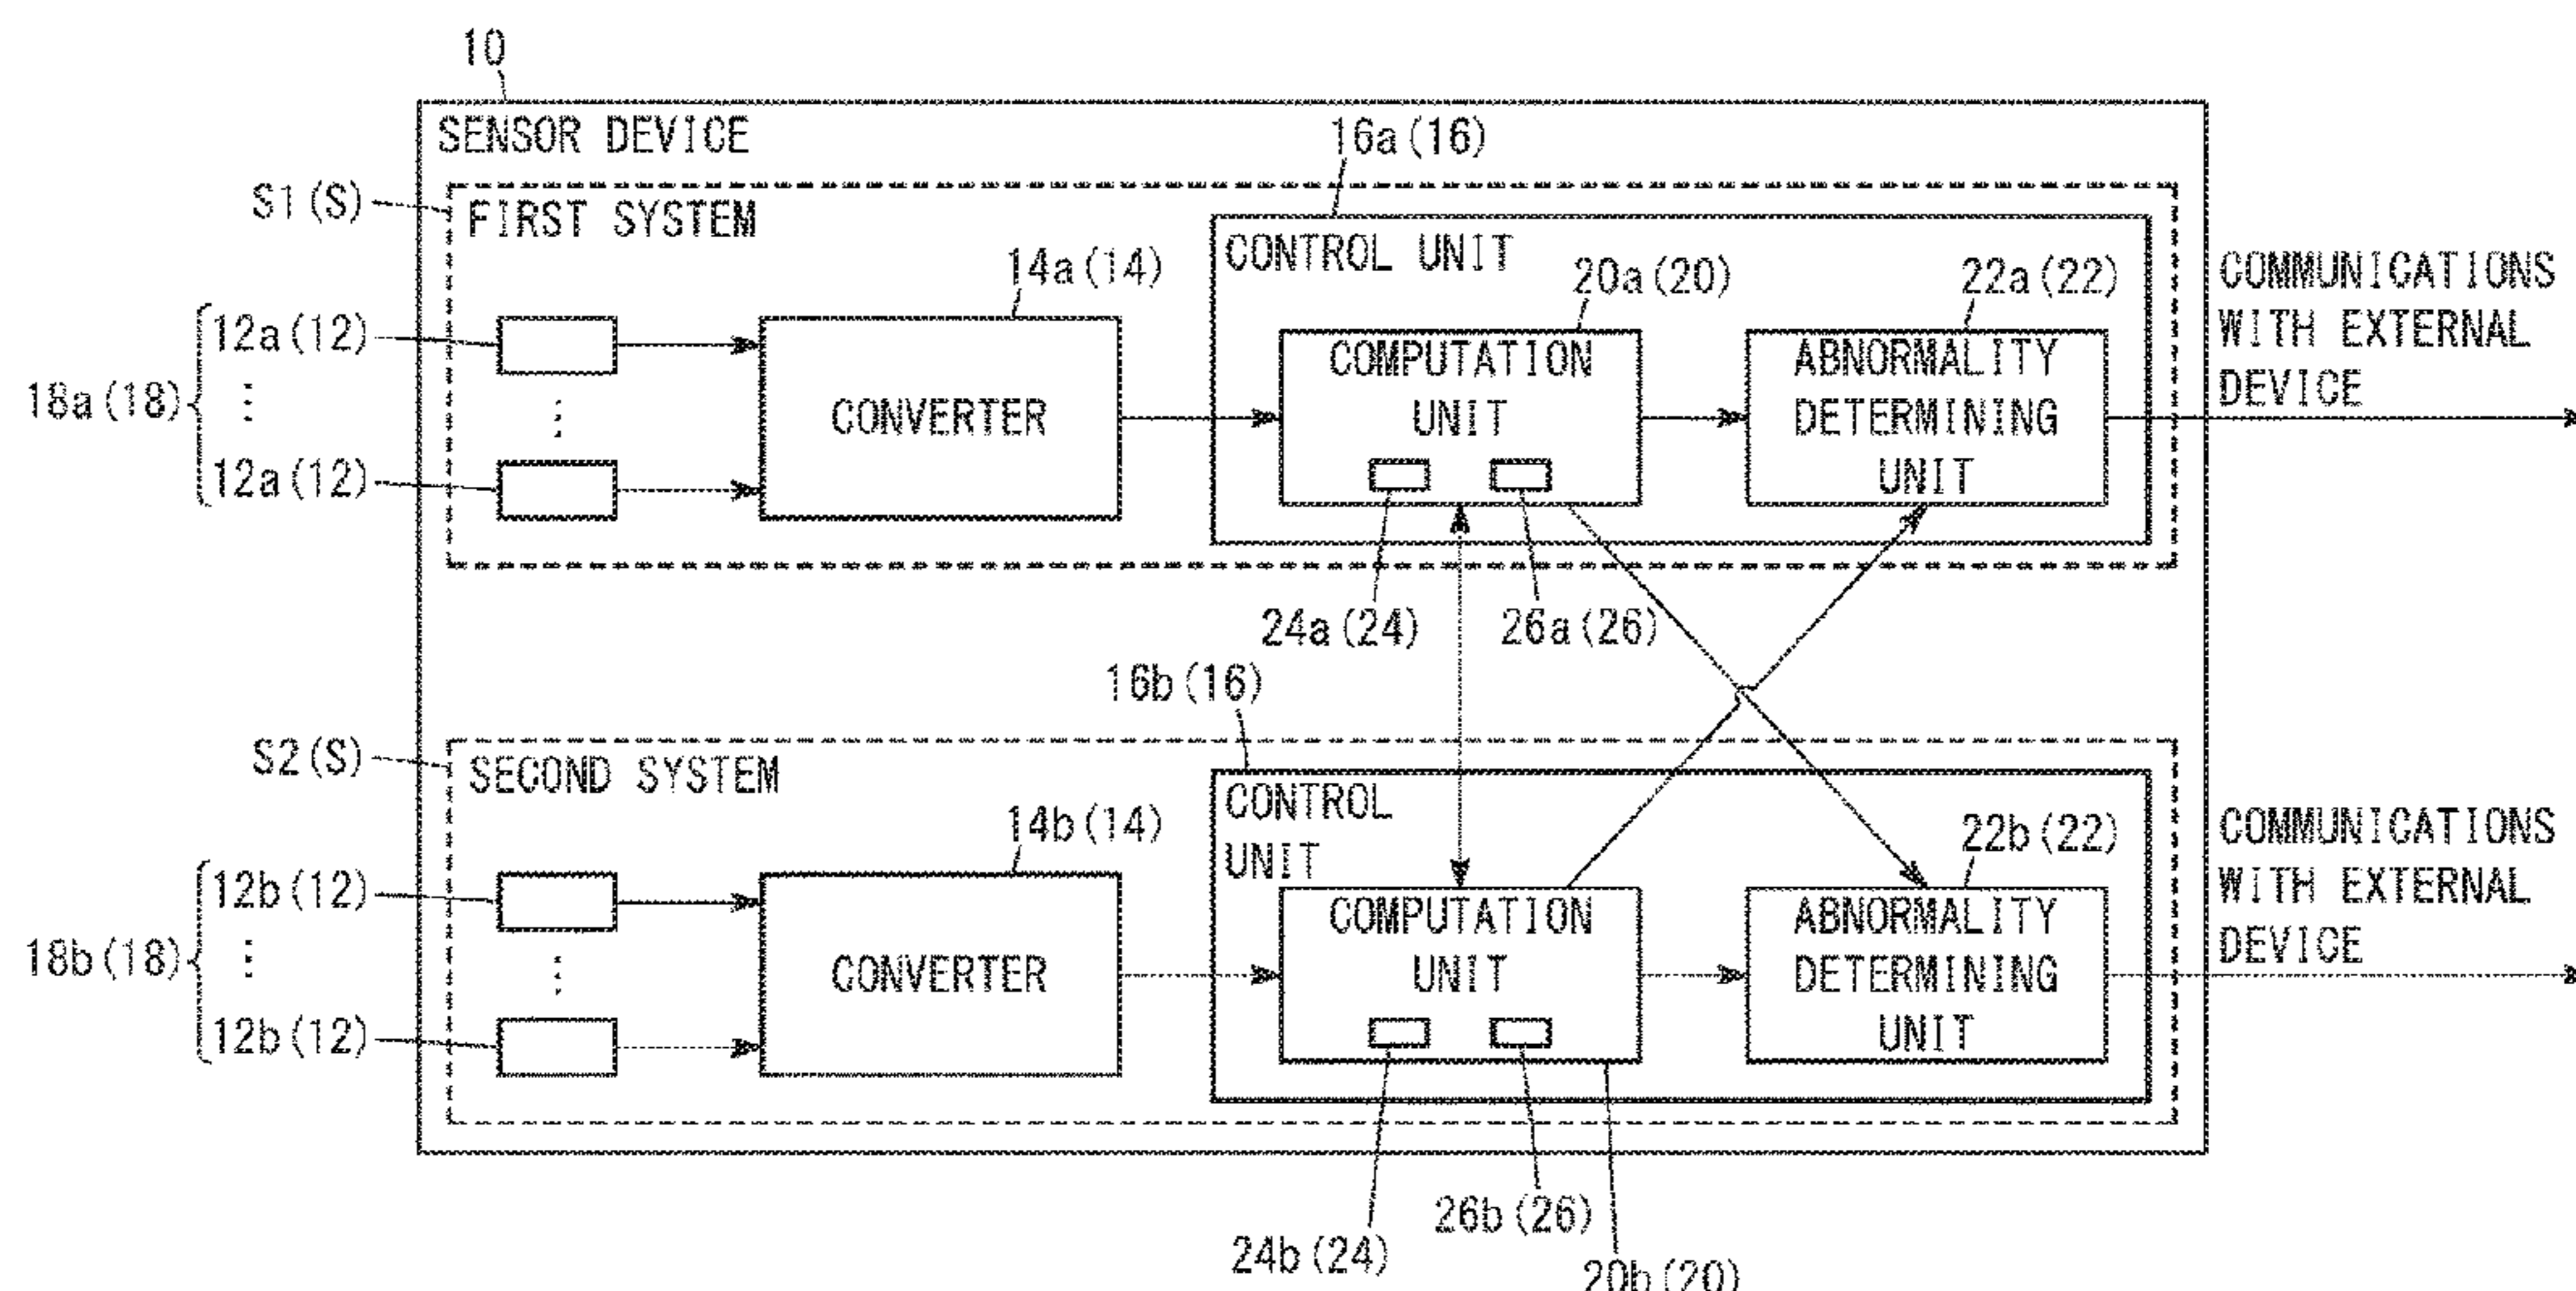 10
SENSOR DEVICE
16a(16)
S1(S)
FIRST SYSTEM
CONTROL UNIT
14a(14)
20a(20)
22a(22)
COMMUNICATIONS
WITH EXTERNAL
DEVICE
12a(12)
18a(18)
12a(12)
CONVERTER
COMPUTATION
UNIT
ABNORMALITY
DETERMINING
UNIT
24a(24)
26a(26)
16b(16)
S2(S)
SECOND SYSTEM
CONTROL
UNIT
14b(14)
22b(22)
COMMUNICATIONS
WITH EXTERNAL
DEVICE
12b(12)
18b(18)
12b(12)
CONVERTER
COMPUTATION
UNIT
ABNORMALITY
DETERMINING
UNIT
26b(26)
24b(24)
20b(20)